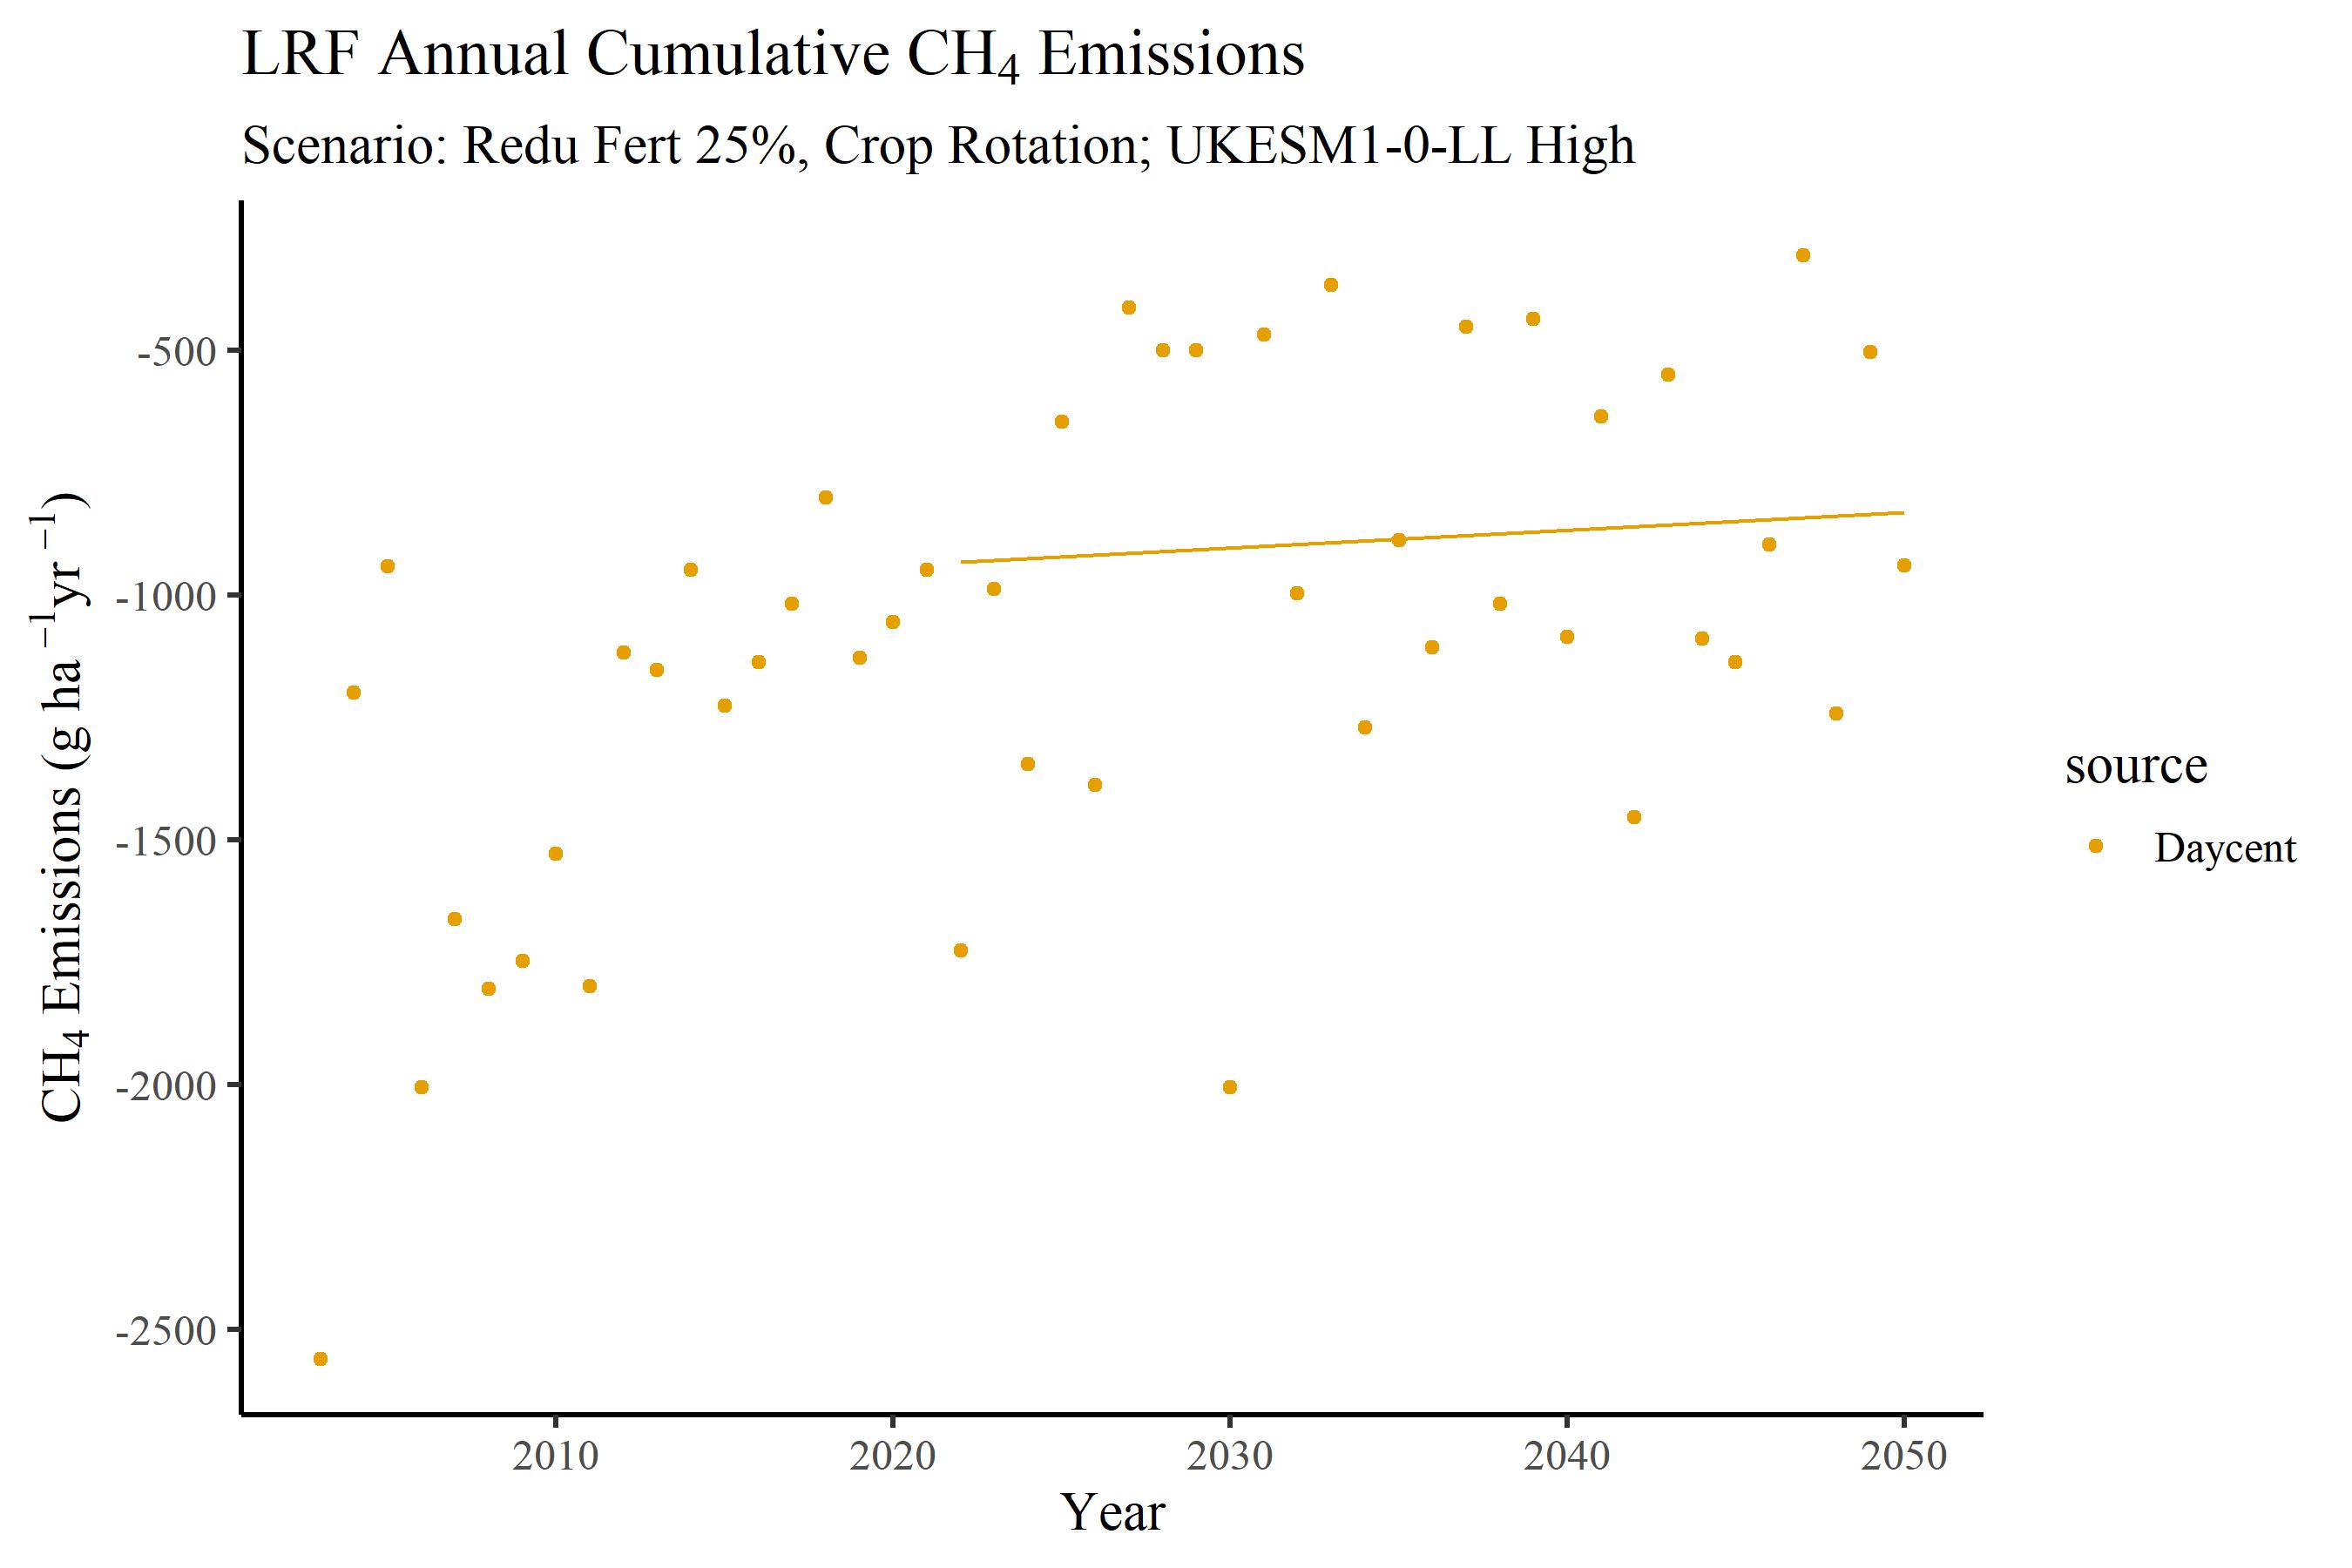 LRF Annual Cumulative CH₄ Emissions
Scenario: Redu Fert 25%, Crop Rotation; UKESM1-0-LL High
CH₄ Emissions (g ha⁻¹yr⁻¹)
-500
-1000
-1500
-2000
-2500
2010 2020 2030 2040 2050
Year
source
Daycent